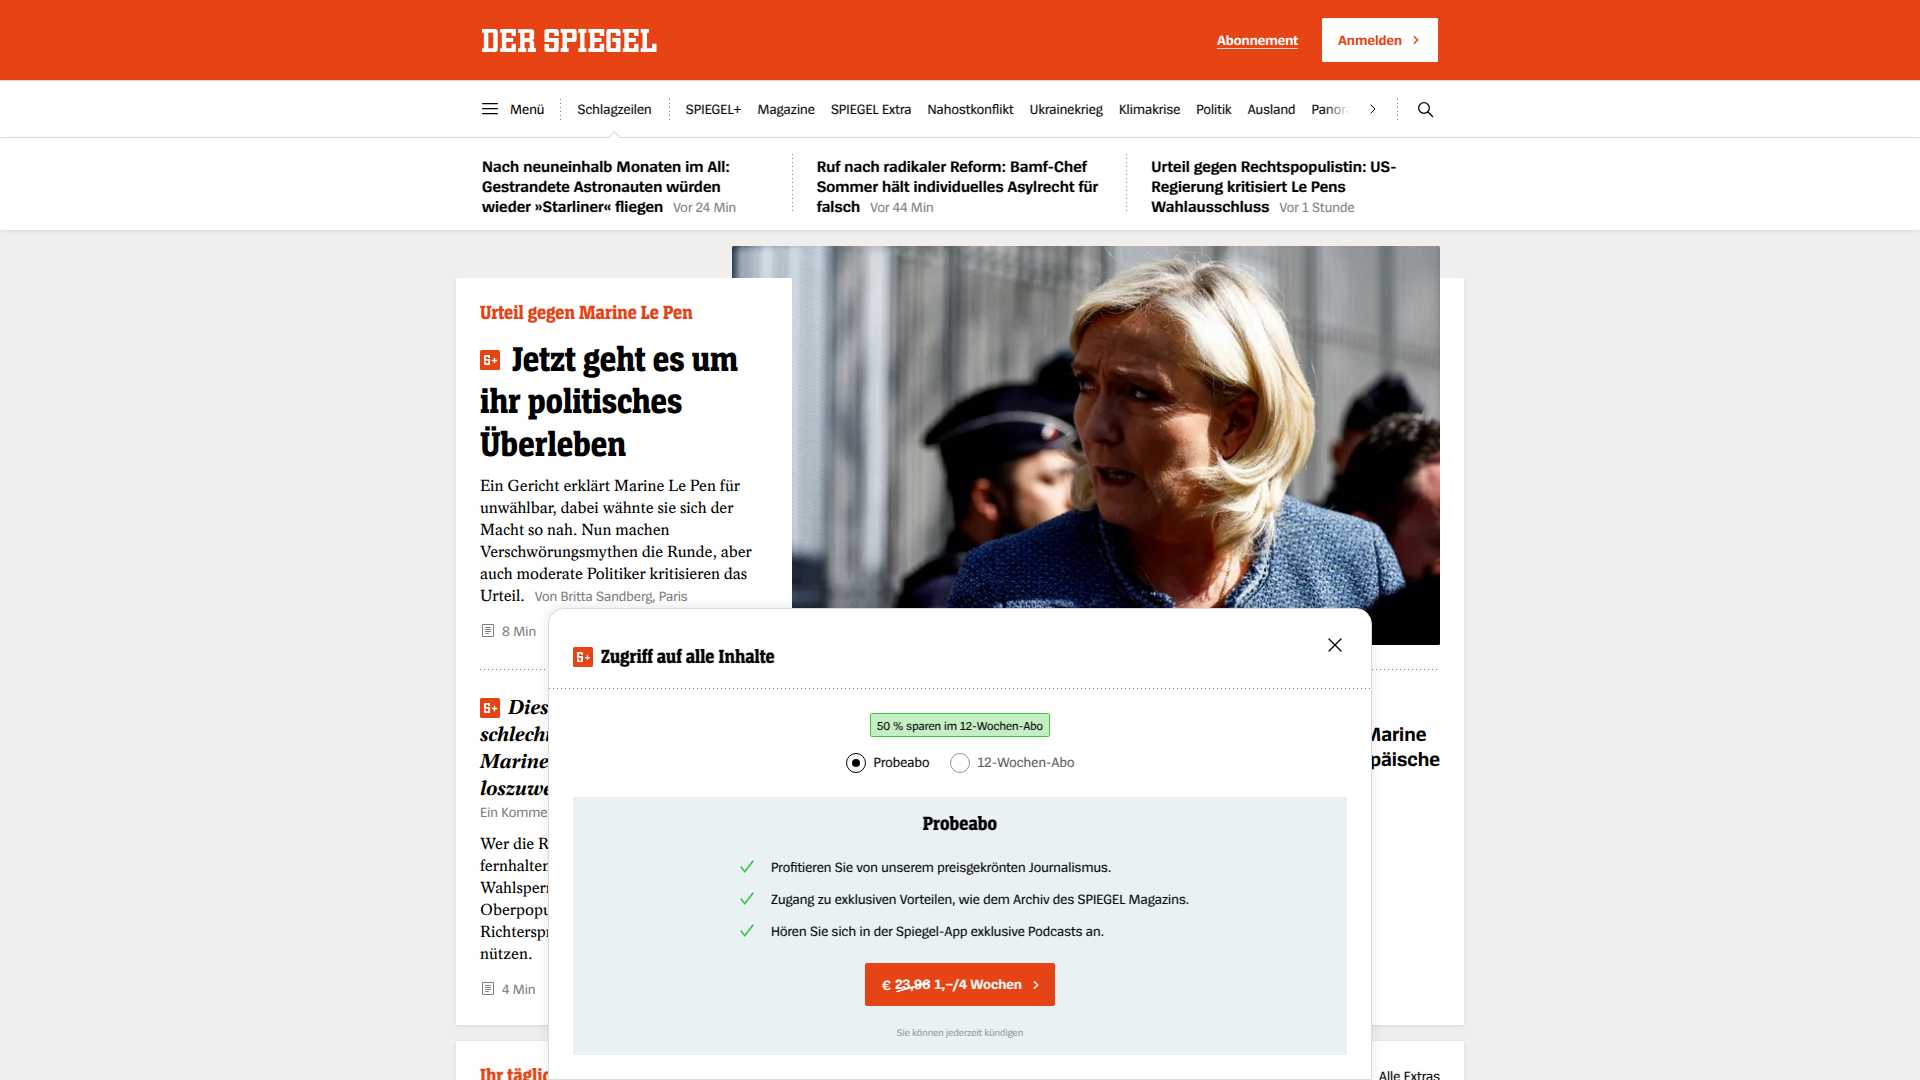 DER SPIEGEL
Abonnement
Anmelden
Menü
Schlagzeilen
SPIEGEL+
Magazine
SPIEGEL Extra
Nahostkonflikt
Ukrainekrieg
Klimakrise
Politik
Ausland
Panor
Nach neuneinhalb Monaten im All:
Gestrandete Astronauten würden
wieder »Starliner« fliegen Vor 24 Min
Ruf nach radikaler Reform: Bamf-Chef
Sommer hält individuelles Asylrecht für
falsch Vor 44 Min
Urteil gegen Rechtspopulistin: US-
Regierung kritisiert Le Pens
Wahlausschluss Vor 1 Stunde
Urteil gegen Marine Le Pen
S+ Jetzt geht es um
ihr politisches
Überleben
Ein Gericht erklärt Marine Le Pen für
unwählbar, dabei wähnte sie sich der
Macht so nah. Nun machen
Verschwörungsmythen die Runde, aber
auch moderate Politiker kritisieren das
Urteil. Von Britta Sandberg, Paris
8 Min
S+ Dies
schlech
Marine
loszuwe
Ein Komme
Wer die R
fernhalten
Wahlsper
Oberpopu
Richterspr
nützen.
4 Min
Marine
päische
S+ Zugriff auf alle Inhalte
50 % sparen im 12-Wochen-Abo
Probeabo
12-Wochen-Abo
Probeabo
Profitieren Sie von unserem preisgekrönten Journalismus.
Zugang zu exklusiven Vorteilen, wie dem Archiv des SPIEGEL Magazins.
Hören Sie sich in der Spiegel-App exklusive Podcasts an.
€ 23,96 1,–/4 Wochen
Sie können jederzeit kündigen
Ihr täglic
Alle Extras